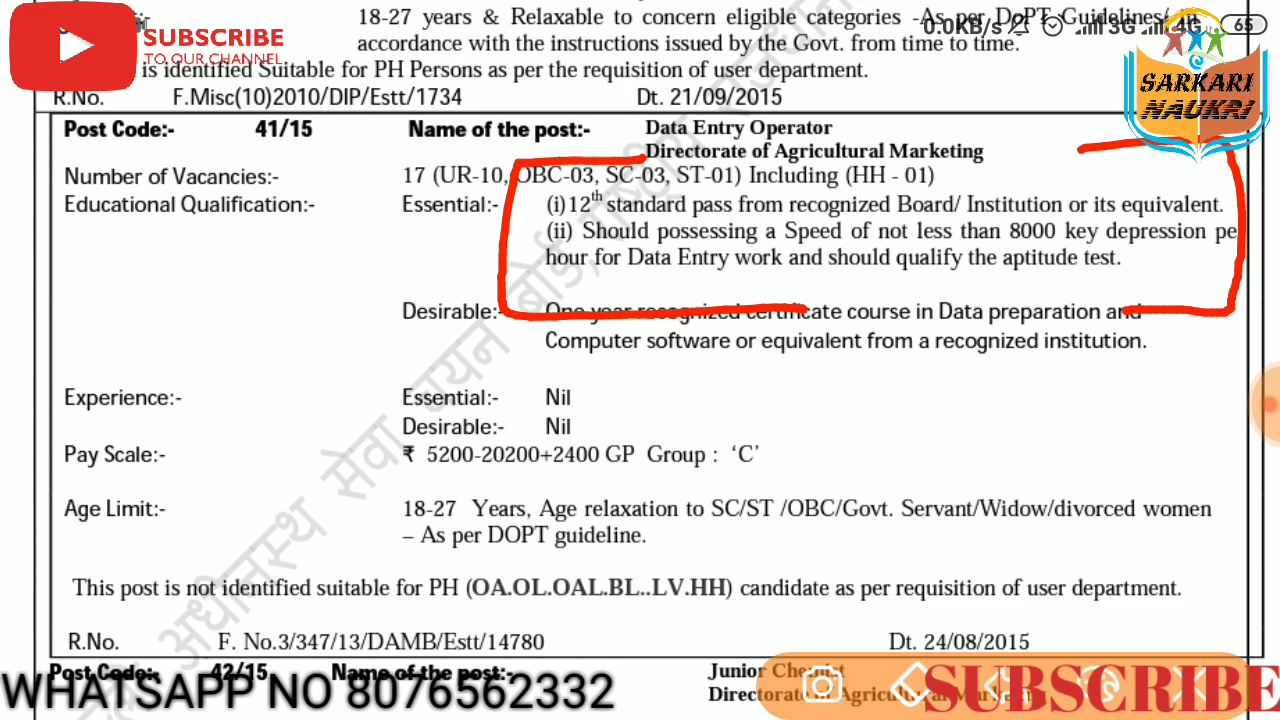 18-27 years & Relaxable to concern eligible categories -As per DoPT Guidelines/ in
0.0KB/s 3G 4G 65
accordance with the instructions issued by the Govt. from time to time.
SUBSCRIBE
TO OUR CHANNEL
is identified Suitable for PH Persons as per the requisition of user department.
SARKARI
NAUKRI
R.No. F.Misc(10)2010/DIP/Estt/1734 Dt. 21/09/2015
Post Code:- 41/15 Name of the post:- Data Entry Operator
Directorate of Agricultural Marketing
Number of Vacancies:- 17 (UR-10, OBC-03, SC-03, ST-01) Including (HH - 01)
Educational Qualification:- Essential:- (i)12th standard pass from recognized Board/ Institution or its equivalent.
(ii) Should possessing a Speed of not less than 8000 key depression pe
hour for Data Entry work and should qualify the aptitude test.
Desirable:- One year recognized certificate course in Data preparation and
Computer software or equivalent from a recognized institution.
Experience:- Essential:- Nil
Desirable:- Nil
Pay Scale:- ₹ 5200-20200+2400 GP Group : ‘C’
Age Limit:- 18-27 Years, Age relaxation to SC/ST /OBC/Govt. Servant/Widow/divorced women
– As per DOPT guideline.
This post is not identified suitable for PH (OA.OL.OAL.BL..LV.HH) candidate as per requisition of user department.
R.No. F. No.3/347/13/DAMB/Estt/14780 Dt. 24/08/2015
Post Code:- 42/15 Name of the post:- Junior Chemist
Directorate of Agricultural Marketing
WHATSAPP NO 8076562332
SUBSCRIBE
अधीनस्थ सेवा चयन बोर्ड,